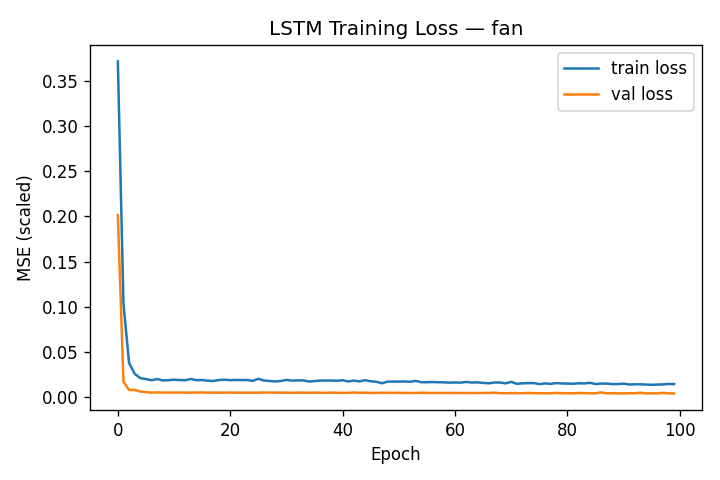 LSTM Training Loss — fan
train loss
val loss
MSE (scaled)
0.35
0.30
0.25
0.20
0.15
0.10
0.05
0.00
0
20
40
60
80
100
Epoch